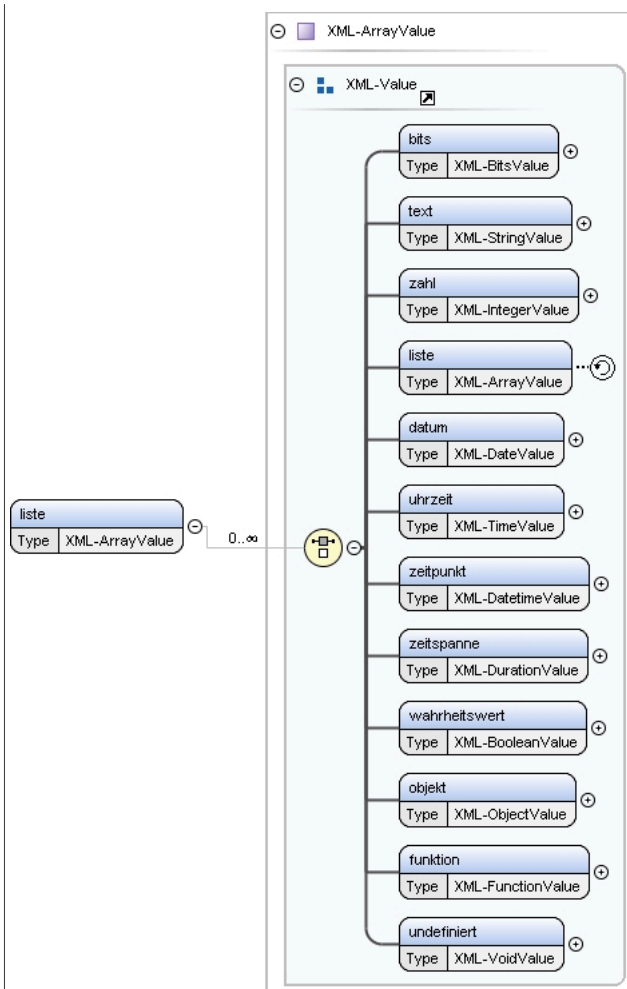 XML-ArrayValue
XML-Value
bits
Type XML-BitsValue
text
Type XML-StringValue
zahl
Type XML-IntegerValue
liste
Type XML-ArrayValue
datum
Type XML-DateValue
liste
Type XML-ArrayValue
0..∞
uhrzeit
Type XML-TimeValue
zeitpunkt
Type XML-DatetimeValue
zeitspanne
Type XML-DurationValue
wahrheitswert
Type XML-BooleanValue
objekt
Type XML-ObjectValue
funktion
Type XML-FunctionValue
undefiniert
Type XML-VoidValue